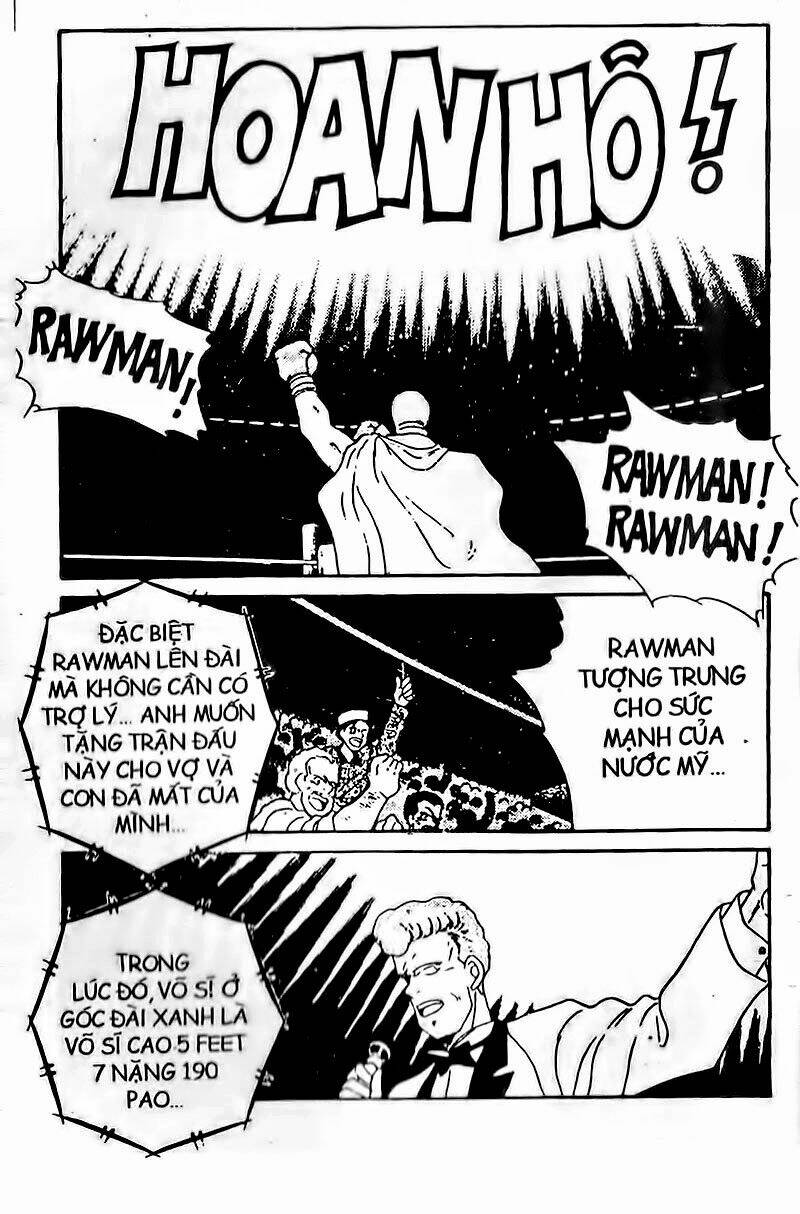 HOAN HÔ!
RAWMAN!
RAWMAN!
RAWMAN!
RAWMAN
TƯỢNG TRUNG
CHO SỨC
MẠNH CỦA
NƯỚC MỸ...
ĐẶC BIỆT
RAWMAN LÊN ĐÀI
MÀ KHÔNG CẦN CÓ
TRỢ LÝ... ANH MUỐN
TẶNG TRẬN ĐẤU
NÀY CHO VỢ VÀ
CON ĐÃ MẤT CỦA
MÌNH...
TRONG
LÚC ĐÓ, VÕ SĨ Ở
GÓC ĐÀI XANH LÀ
VÕ SĨ CAO 5 FEET
7 NẶNG 190
PAO...